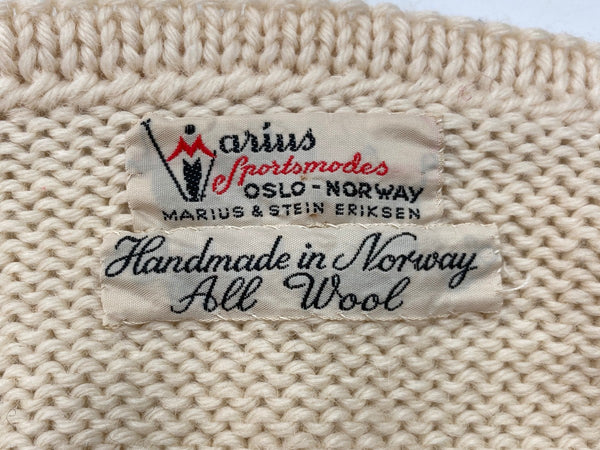 Marius
Sportsmodes
OSLO - NORWAY
MARIUS & STEIN ERIKSEN
Handmade in Norway
All Wool